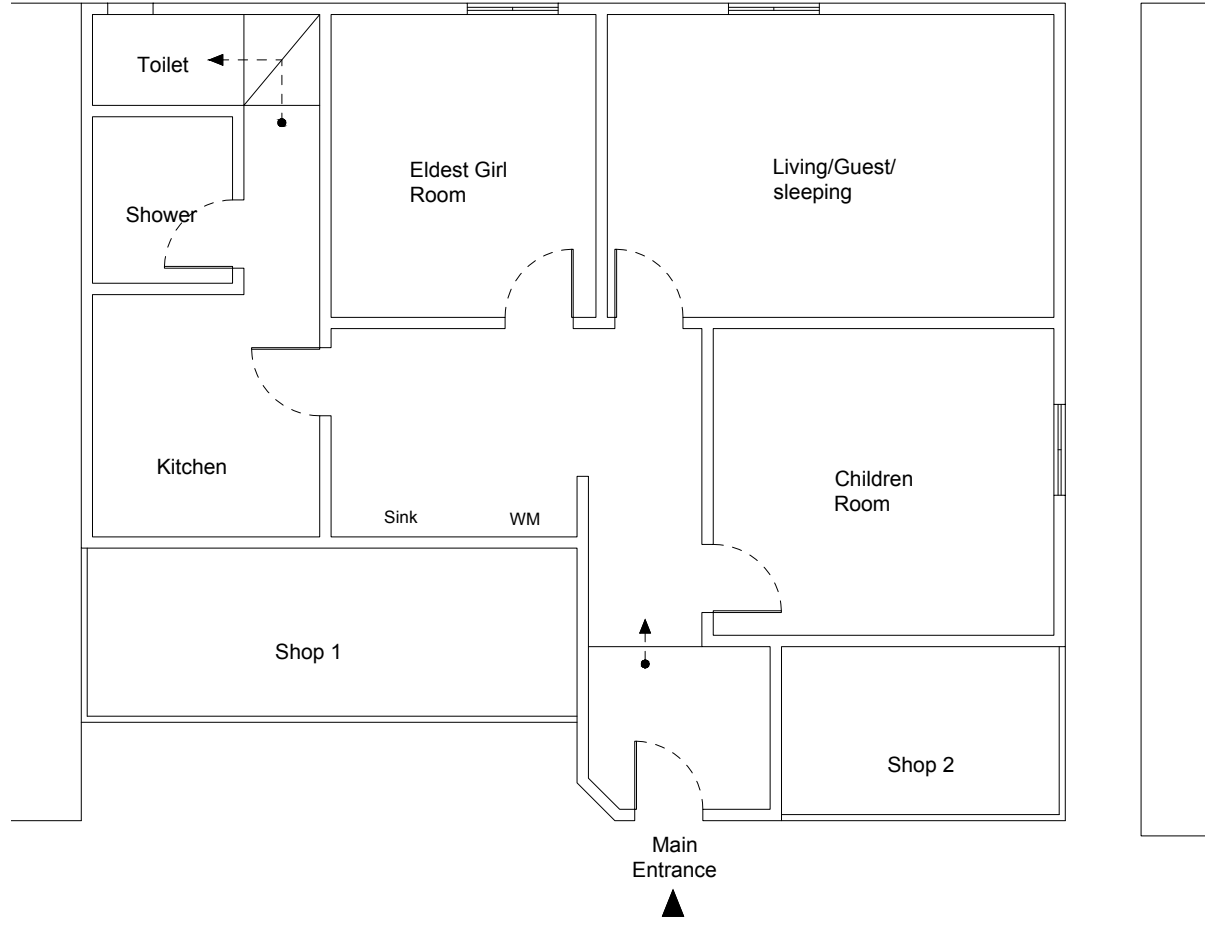 Toilet
Eldest Girl
Room
Living/Guest/
sleeping
Shower
Kitchen
Sink
WM
Children
Room
Shop 1
Shop 2
Main
Entrance